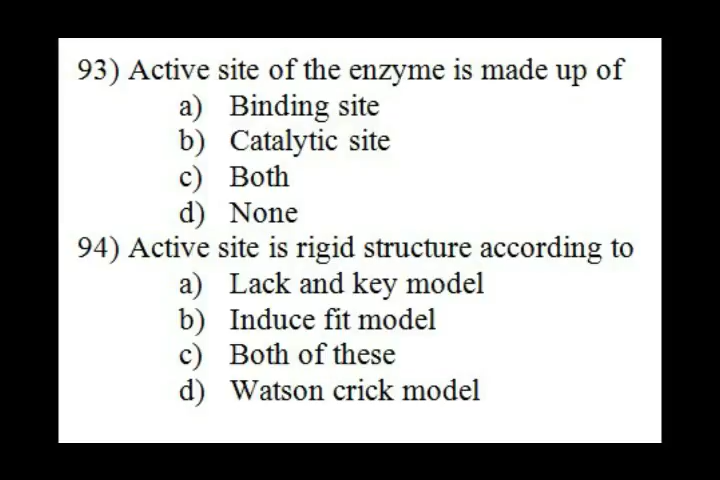 93) Active site of the enzyme is made up of
a) Binding site
b) Catalytic site
c) Both
d) None
94) Active site is rigid structure according to
a) Lack and key model
b) Induce fit model
c) Both of these
d) Watson crick model